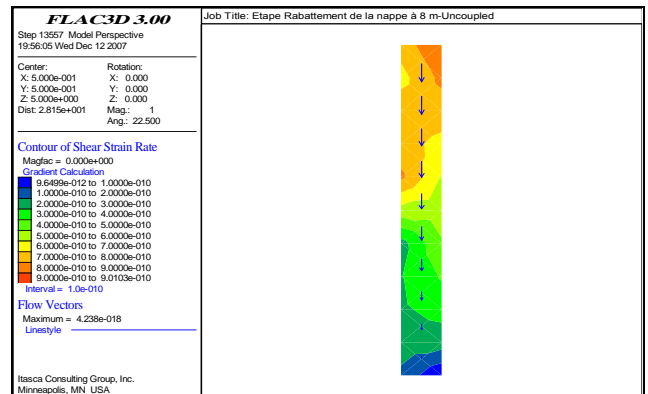 FLAC3D 3.00
Job Title: Etape Rabattement de la nappe à 8 m-Uncoupled
Step 13557 Model Perspective
19:56:05 Wed Dec 12 2007
Center: Rotation:
X: 5.000e-001 X: 0.000
Y: 5.000e-001 Y: 0.000
Z: 5.000e+000 Z: 0.000
Dist: 2.815e+001 Mag.: 1
Ang.: 22.500
Contour of Shear Strain Rate
Magfac = 0.000e+000
Gradient Calculation
9.6499e-012 to 1.0000e-010
1.0000e-010 to 2.0000e-010
2.0000e-010 to 3.0000e-010
3.0000e-010 to 4.0000e-010
4.0000e-010 to 5.0000e-010
5.0000e-010 to 6.0000e-010
6.0000e-010 to 7.0000e-010
7.0000e-010 to 8.0000e-010
8.0000e-010 to 9.0000e-010
9.0000e-010 to 9.0103e-010
Interval = 1.0e-010
Flow Vectors
Maximum = 4.238e-018
Linestyle
Itasca Consulting Group, Inc.
Minneapolis, MN USA